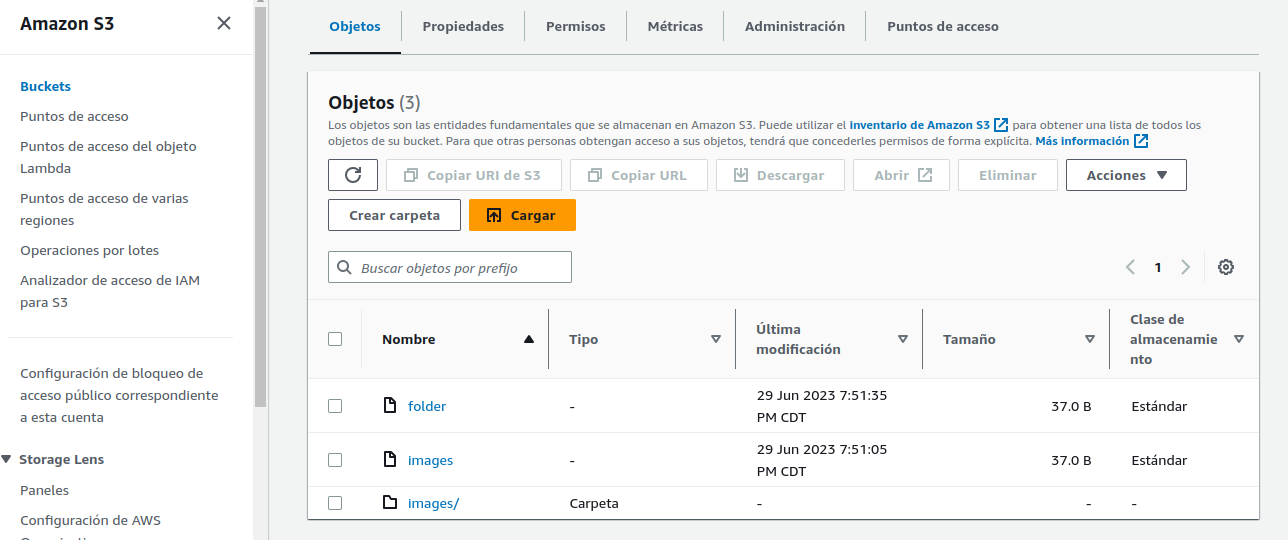 Amazon S3
Buckets
Puntos de acceso
Puntos de acceso del objeto
Lambda
Puntos de acceso de varias
regiones
Operaciones por lotes
Analizador de acceso de IAM
para S3
Configuración de bloqueo de
acceso público correspondiente
a esta cuenta
Storage Lens
Paneles
Configuración de AWS
Objetos
Propiedades
Permisos
Métricas
Administración
Puntos de acceso
Objetos (3)
Los objetos son las entidades fundamentales que se almacenan en Amazon S3. Puede utilizar el inventario de Amazon S3 para obtener una lista de todos los
objetos de su bucket. Para que otras personas obtengan acceso a sus objetos, tendrá que concederles permisos de forma explícita. Más información
Copiar URI de S3
Copiar URL
Descargar
Abrir
Eliminar
Acciones
Crear carpeta
Cargar
Buscar objetos por prefijo
1
Nombre
Tipo
Última
modificación
Tamaño
Clase de
almacenamie
nto
folder
-
29 Jun 2023 7:51:35
PM CDT
37.0 B
Estándar
images
-
29 Jun 2023 7:51:05
PM CDT
37.0 B
Estándar
images/
Carpeta
-
-
-